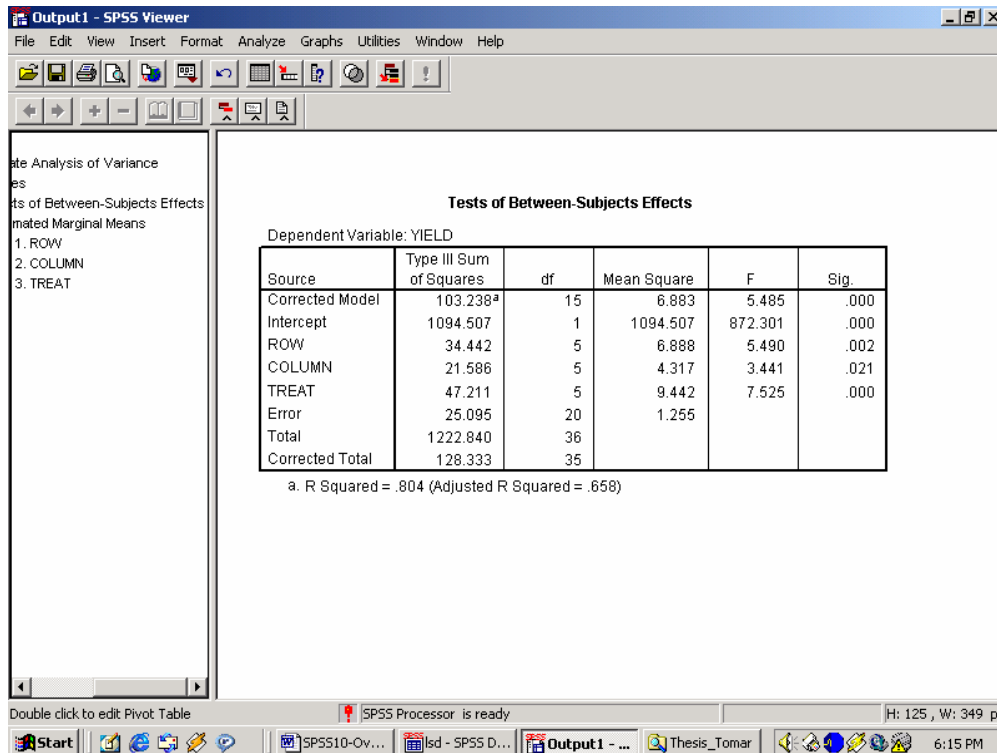 Output1 - SPSS Viewer
File Edit View Insert Format Analyze Graphs Utilities Window Help
ate Analysis of Variance
es
ts of Between-Subjects Effects
mated Marginal Means
1. ROW
2. COLUMN
3. TREAT
Tests of Between-Subjects Effects
Dependent Variable: YIELD
Source Type III Sum of Squares df Mean Square F Sig.
Corrected Model 103.238a 15 6.883 5.485 .000
Intercept 1094.507 1 1094.507 872.301 .000
ROW 34.442 5 6.888 5.490 .002
COLUMN 21.586 5 4.317 3.441 .021
TREAT 47.211 5 9.442 7.525 .000
Error 25.095 20 1.255
Total 1222.840 36
Corrected Total 128.333 35
a. R Squared = .804 (Adjusted R Squared = .658)
Double click to edit Pivot Table SPSS Processor is ready H: 125 , W: 349 p
Start SPSS10-Ov... lsd - SPSS D... Output1 - ... Thesis_Tomar 6:15 PM